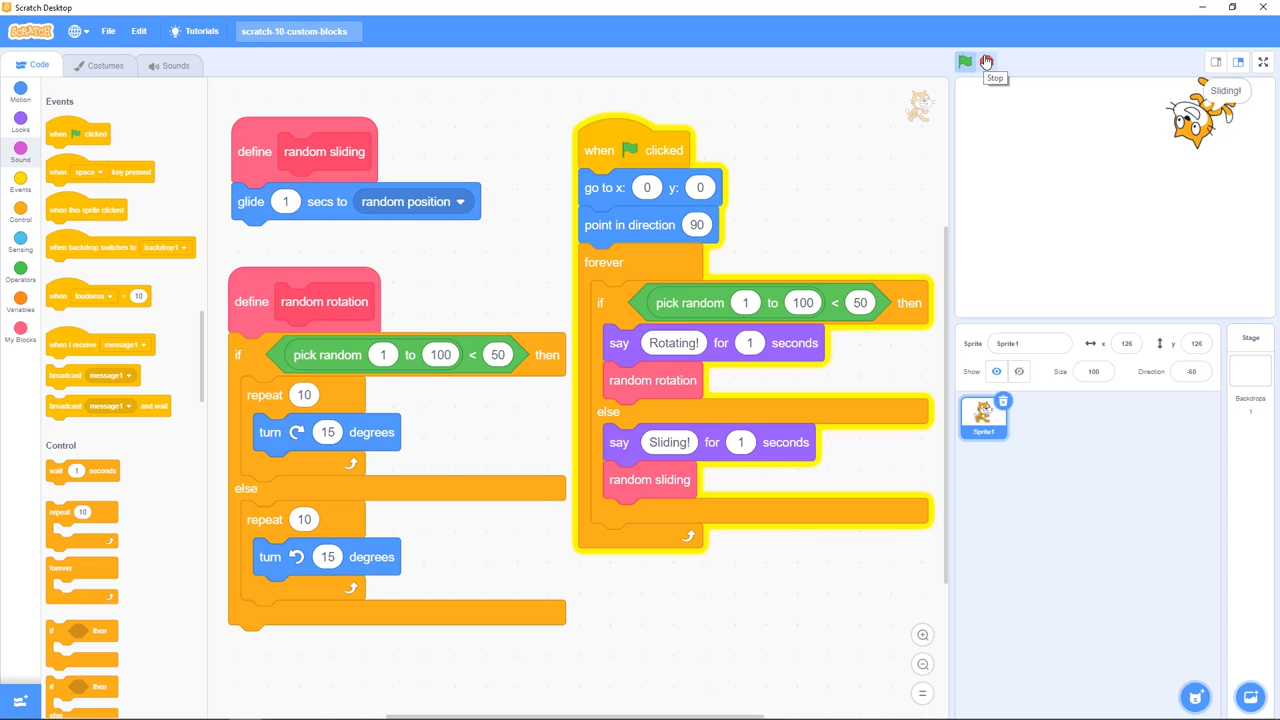 Scratch Desktop
SCRATCH File Edit Tutorials scratch-10-custom-blocks
Code Costumes Sounds
Stop
Motion
Looks
Sound
Events
Control
Sensing
Operators
Variables
My Blocks
Events
when clicked
when space key pressed
when this sprite clicked
when backdrop switches to backdrop1
when loudness > 10
when I receive message1
broadcast message1
broadcast message1 and wait
Control
wait 1 seconds
repeat 10
forever
if then
if then
else
define random sliding
glide 1 secs to random position
define random rotation
if pick random 1 to 100 < 50 then
repeat 10
turn 15 degrees
else
repeat 10
turn 15 degrees
when clicked
go to x: 0 y: 0
point in direction 90
forever
if pick random 1 to 100 < 50 then
say Rotating! for 1 seconds
random rotation
else
say Sliding! for 1 seconds
random sliding
Sliding!
Sprite Sprite1 x 126 y 126
Show Size 100 Direction -60
Sprite1
Stage
Backdrops
1